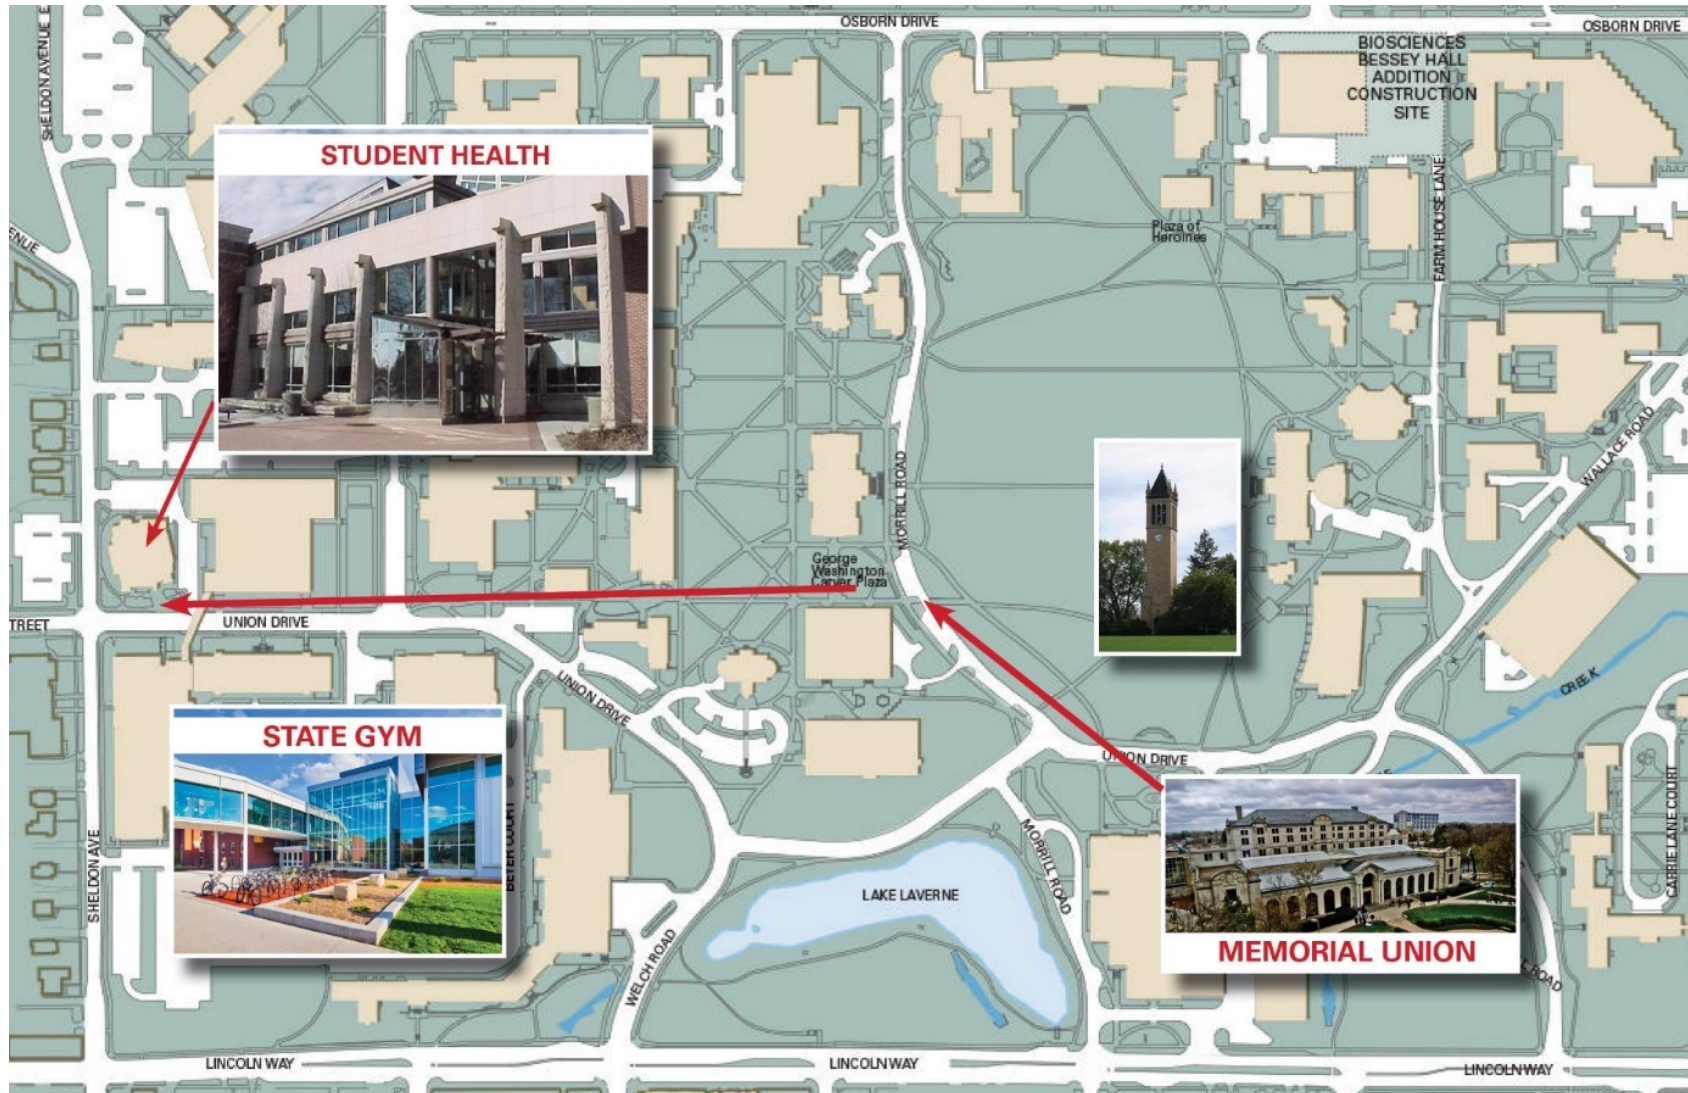 OSBORN DRIVE
OSBORN DRIVE
SHELDON AVENUE E
BIOSCIENCES
BESSEY HALL
ADDITION
CONSTRUCTION
SITE
STUDENT HEALTH
FARM HOUSE LANE
Plaza of
Heroines
ENUE
MORRILL ROAD
WALLACE ROAD
George
Washington
Carver Plaza
TREET
UNION DRIVE
UNION DRIVE
CREEK
STATE GYM
UNION DRIVE
SHELDON AVE
BEYER COURT
MORRILL ROAD
CARRIE LANE COURT
LAKE LAVERNE
MEMORIAL UNION
WELCH ROAD
LL ROAD
LINCOLN WAY
LINCOLN WAY
LINCOLN WAY